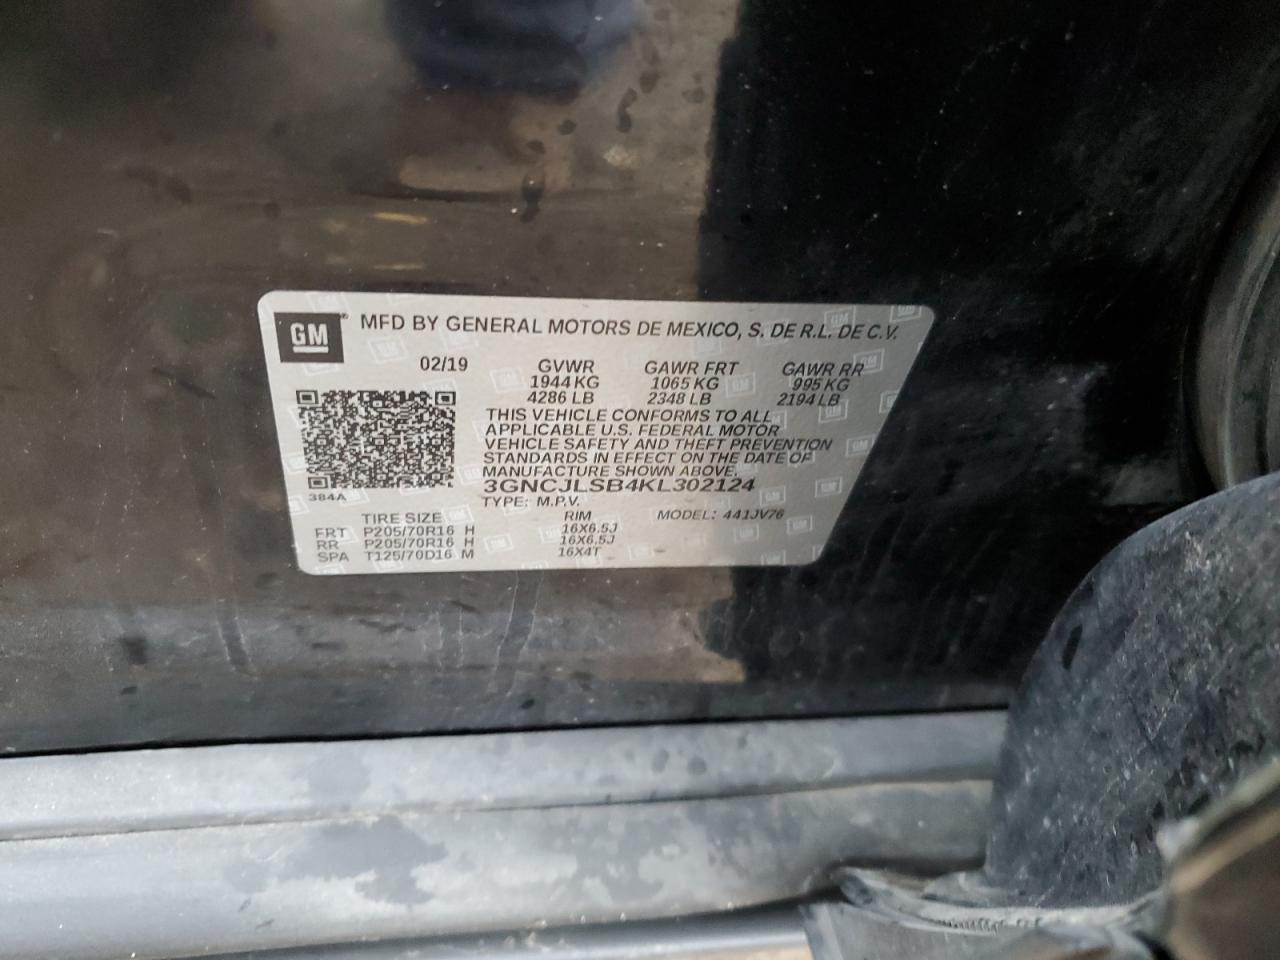 GM MFD BY GENERAL MOTORS DE MEXICO, S. DE R.L. DE C.V.
02/19 GVWR GAWR FRT GAWR RR
1944 KG 1065 KG 995 KG
4286 LB 2348 LB 2194 LB
THIS VEHICLE CONFORMS TO ALL
APPLICABLE U.S. FEDERAL MOTOR
VEHICLE SAFETY AND THEFT PREVENTION
STANDARDS IN EFFECT ON THE DATE OF
MANUFACTURE SHOWN ABOVE.
3GNCJLSB4KL302124
384A
TYPE: M.P.V.
TIRE SIZE RIM MODEL: 441JV76
FRT P205/70R16 H 16X6.5J
RR P205/70R16 H 16X6.5J
SPA T125/70D16 M 16X4T